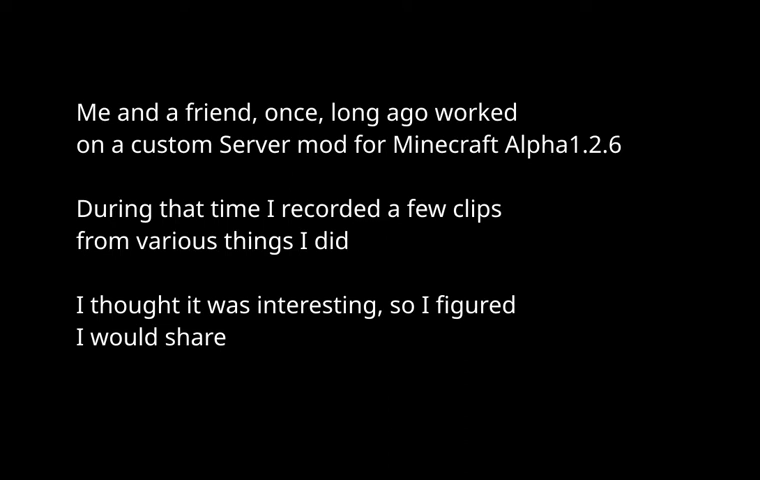 Me and a friend, once, long ago worked
on a custom Server mod for Minecraft Alpha1.2.6
During that time I recorded a few clips
from various things I did
I thought it was interesting, so I figured
I would share